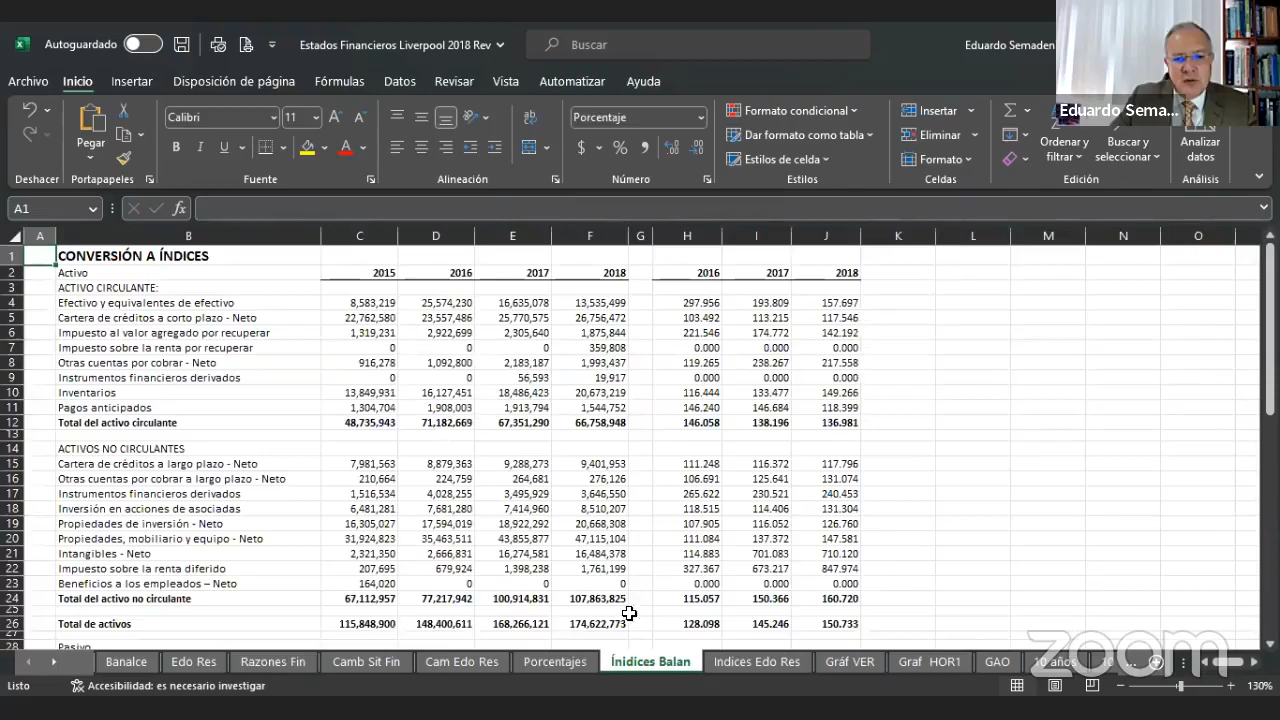 Autoguardado Estados Financieros Liverpool 2018 Rev Buscar Eduardo Semaden
Archivo Inicio Insertar Disposición de página Fórmulas Datos Revisar Vista Automatizar Ayuda
Eduardo Sema...
Pegar Calibri 11 Porcentaje Formato condicional Insertar
N K S Dar formato como tabla Eliminar
Estilos de celda Formato Ordenar y filtrar Buscar y seleccionar Analizar datos
Deshacer Portapapeles Fuente Alineación Número Estilos Celdas Edición Análisis
A1 fx
A B C D E F G H I J K L M N O
1 CONVERSIÓN A ÍNDICES
2 Activo 2015 2016 2017 2018 2016 2017 2018
3 ACTIVO CIRCULANTE:
4 Efectivo y equivalentes de efectivo 8,583,219 25,574,230 16,635,078 13,535,499 297.956 193.809 157.697
5 Cartera de créditos a corto plazo - Neto 22,762,580 23,557,486 25,770,575 26,756,472 103.492 113.215 117.546
6 Impuesto al valor agregado por recuperar 1,319,231 2,922,699 2,305,640 1,875,844 221.546 174.772 142.192
7 Impuesto sobre la renta por recuperar 0 0 0 359,808 0.000 0.000 0.000
8 Otras cuentas por cobrar - Neto 916,278 1,092,800 2,183,187 1,993,437 119.265 238.267 217.558
9 Instrumentos financieros derivados 0 0 56,593 19,917 0.000 0.000 0.000
10 Inventarios 13,849,931 16,127,451 18,486,423 20,673,219 116.444 133.477 149.266
11 Pagos anticipados 1,304,704 1,908,003 1,913,794 1,544,752 146.240 146.684 118.399
12 Total del activo circulante 48,735,943 71,182,669 67,351,290 66,758,948 146.058 138.196 136.981
13
14 ACTIVOS NO CIRCULANTES
15 Cartera de créditos a largo plazo - Neto 7,981,563 8,879,363 9,288,273 9,401,953 111.248 116.372 117.796
16 Otras cuentas por cobrar a largo plazo - Neto 210,664 224,759 264,681 276,126 106.691 125.641 131.074
17 Instrumentos financieros derivados 1,516,534 4,028,255 3,495,929 3,646,550 265.622 230.521 240.453
18 Inversión en acciones de asociadas 6,481,281 7,681,280 7,414,960 8,510,207 118.515 114.406 131.304
19 Propiedades de inversión - Neto 16,305,027 17,594,019 18,922,292 20,668,308 107.905 116.052 126.760
20 Propiedades, mobiliario y equipo - Neto 31,924,823 35,463,511 43,855,877 47,115,104 111.084 137.372 147.581
21 Intangibles - Neto 2,321,350 2,666,831 16,274,581 16,484,378 114.883 701.083 710.120
22 Impuesto sobre la renta diferido 207,695 679,924 1,398,238 1,761,199 327.367 673.217 847.974
23 Beneficios a los empleados – Neto 164,020 0 0 0 0.000 0.000 0.000
24 Total del activo no circulante 67,112,957 77,217,942 100,914,831 107,863,825 115.057 150.366 160.720
25
26 Total de activos 115,848,900 148,400,611 168,266,121 174,622,773 128.098 145.246 150.733
27
28 Pasivo
Banalce Edo Res Razones Fin Camb Sit Fin Cam Edo Res Porcentajes Ínidices Balan Indices Edo Res Gráf VER Graf HOR1 GAO 10 años 10 ...
zoom
Listo Accesibilidad: es necesario investigar 130%